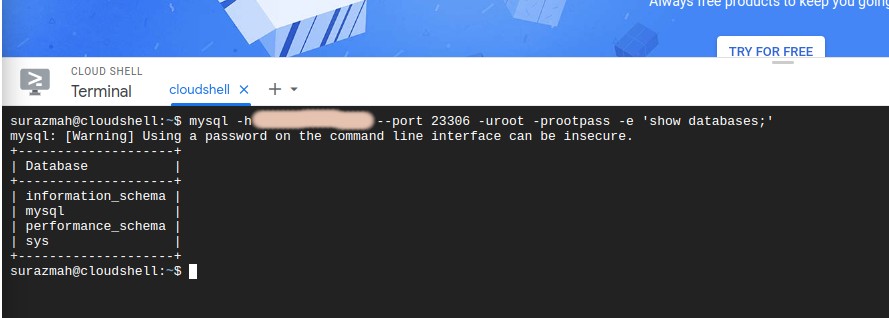 Always free products to keep you going
TRY FOR FREE
CLOUD SHELL
Terminal
cloudshell
surazmah@cloudshell:~$ mysql -h --port 23306 -uroot -prootpass -e 'show databases;'
mysql: [Warning] Using a password on the command line interface can be insecure.
+--------------------+
| Database           |
+--------------------+
| information_schema |
| mysql              |
| performance_schema |
| sys                |
+--------------------+
surazmah@cloudshell:~$